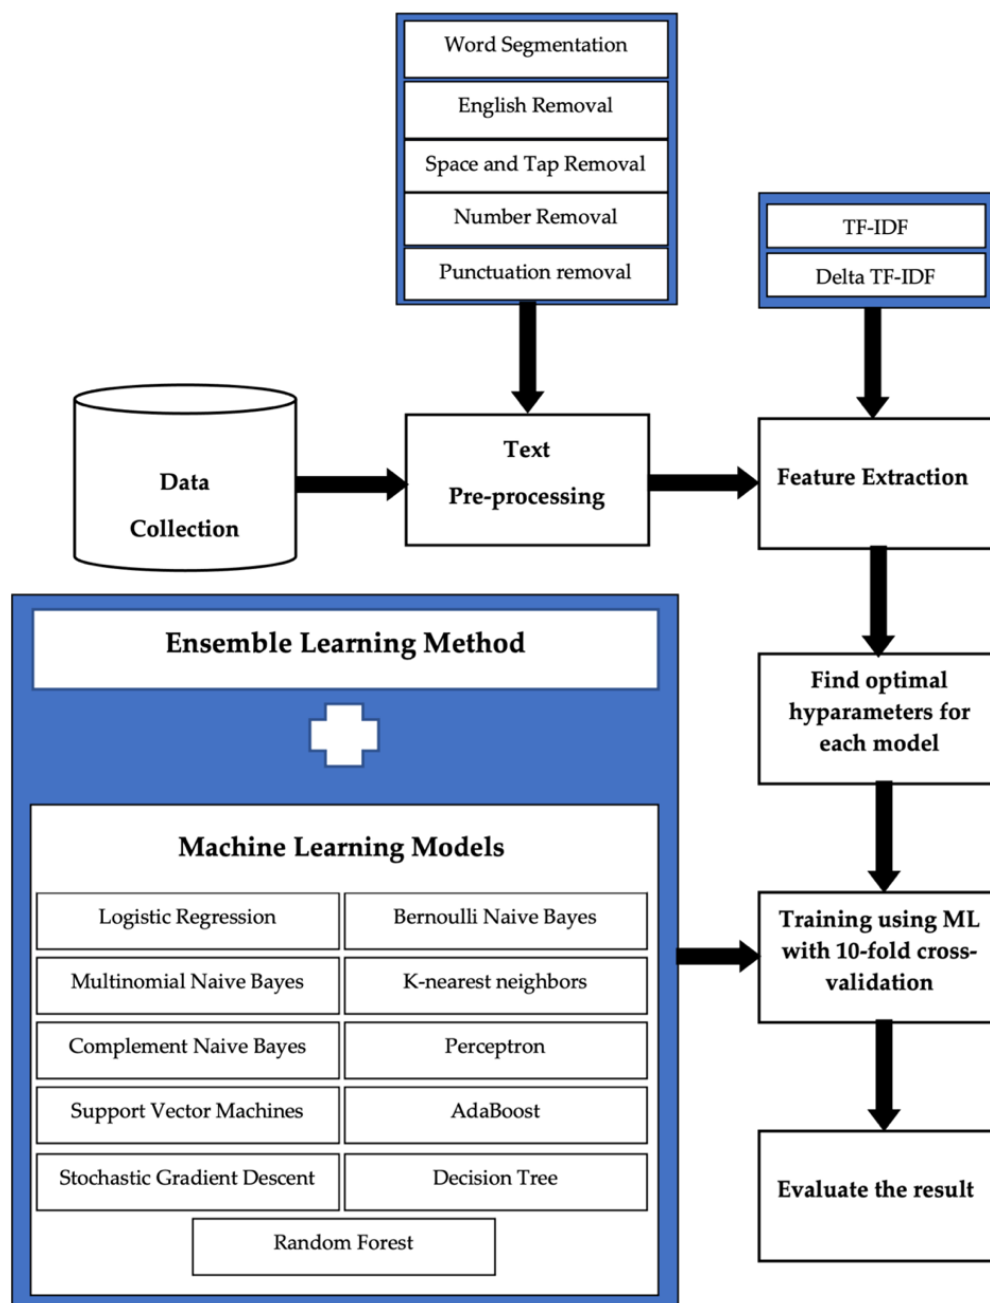 Word Segmentation
English Removal
Space and Tap Removal
Number Removal
Punctuation removal
TF-IDF
Delta TF-IDF
Data
Collection
Text
Pre-processing
Feature Extraction
Ensemble Learning Method
Find optimal
hyparameters for
each model
Machine Learning Models
Logistic Regression
Bernoulli Naive Bayes
Multinomial Naive Bayes
K-nearest neighbors
Complement Naive Bayes
Perceptron
Support Vector Machines
AdaBoost
Stochastic Gradient Descent
Decision Tree
Random Forest
Training using ML
with 10-fold cross-
validation
Evaluate the result